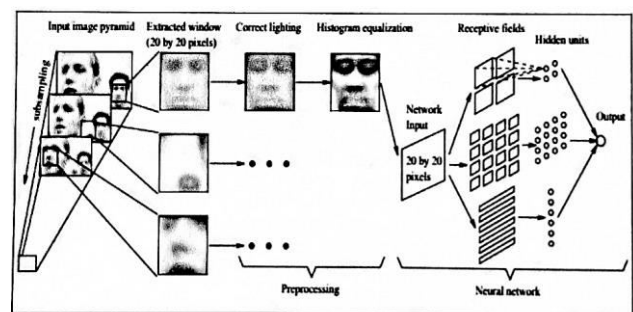 Input image pyramid
Extracted window
(20 by 20 pixels)
Correct lighting
Histogram equalization
Receptive fields
Hidden units
subsampling
Network
Input
Output
20 by 20
pixels
Preprocessing
Neural network